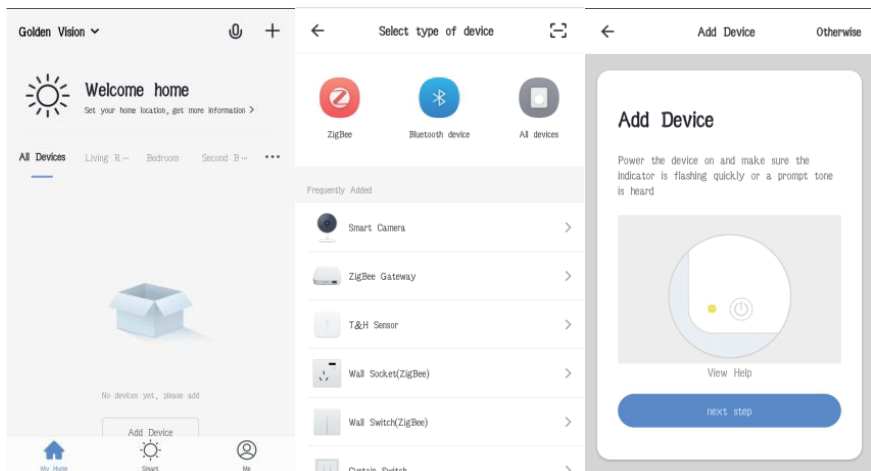 Golden Vision
Welcome home
Set your home location, get more information >
All Devices Living R… Bedroom Second B… •••
No devices yet, please add
Add Device
My Home Smart Me
Select type of device
ZigBee Bluetooth device All devices
Frequently Added
Smart Camera
ZigBee Gateway
T&H Sensor
Wall Socket(ZigBee)
Wall Switch(ZigBee)
Curtain Switch
Add Device Otherwise
Add Device
Power the device on and make sure the
indicator is flashing quickly or a prompt tone
is heard
View Help
next step